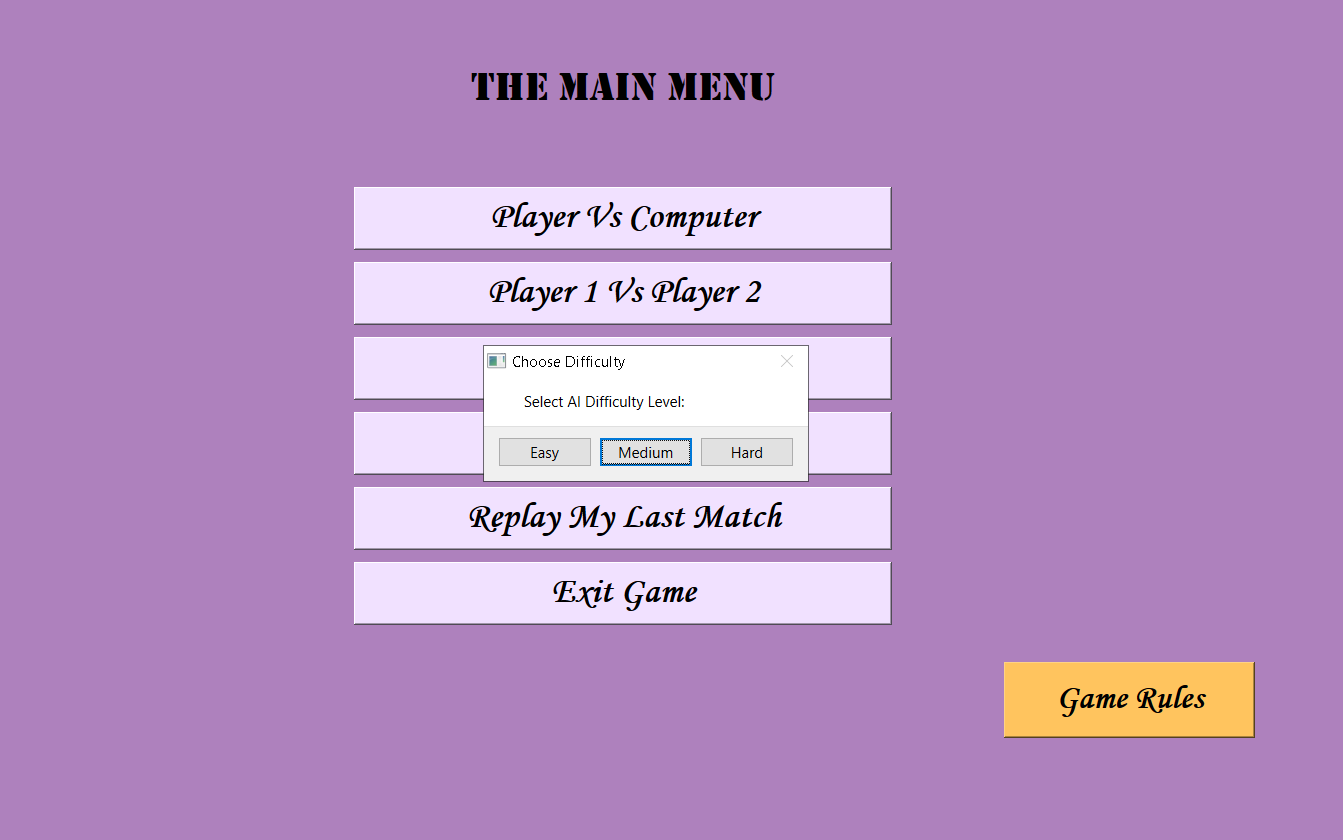 THE MAIN MENU
Player Vs Computer
Player 1 Vs Player 2
Choose Difficulty
Select AI Difficulty Level:
Easy Medium Hard
Replay My Last Match
Exit Game
Game Rules